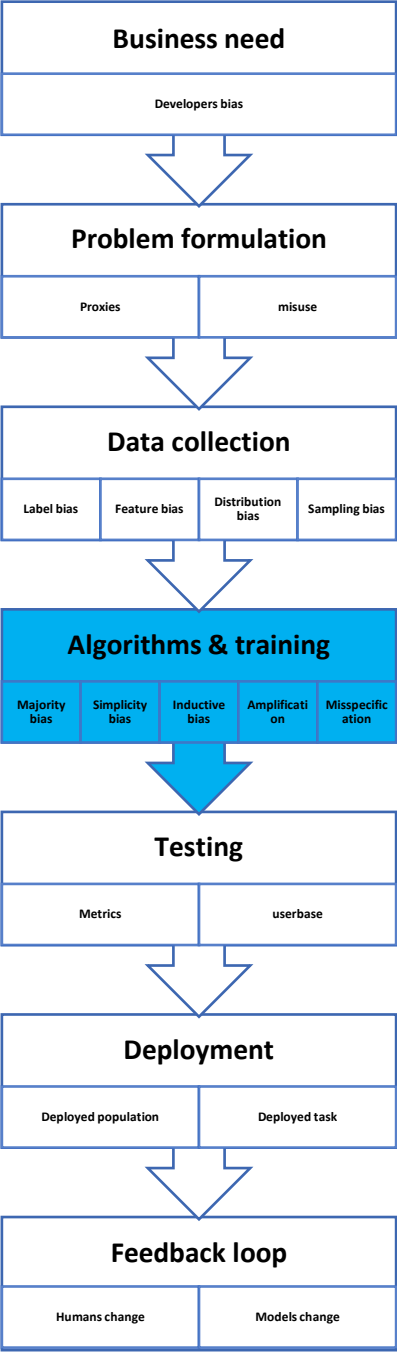 Business need
Developers bias
Problem formulation
Proxies
misuse
Data collection
Label bias
Feature bias
Distribution
bias
Sampling bias
Algorithms & training
Majority
bias
Simplicity
bias
Inductive
bias
Amplificati
on
Misspecific
ation
Testing
Metrics
userbase
Deployment
Deployed population
Deployed task
Feedback loop
Humans change
Models change